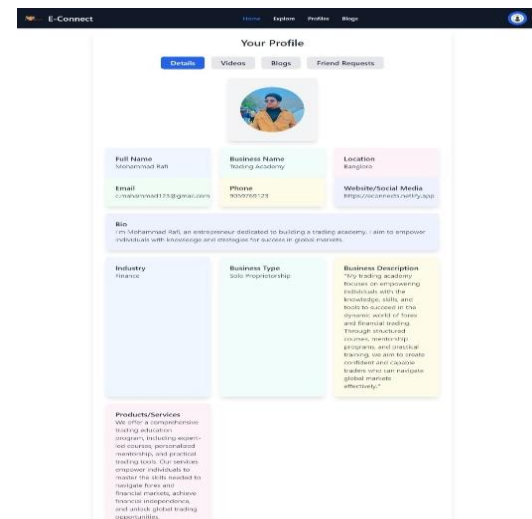 E-Connect
Home Explore Profiles Blogs
Your Profile
Details Videos Blogs Friend Requests
Full Name
Mohammad Rafi
Business Name
Trading Academy
Location
Banglore
Email
Phone
Website/Social Media
https://econnects.netlify.app
Bio
I'm Mohammad Rafi, an entrepreneur dedicated to building a trading academy. I aim to empower
individuals with knowledge and strategies for success in global markets.
Industry
Finance
Business Type
Sole Proprietorship
Business Description
"My trading academy
focuses on empowering
individuals with the
knowledge, skills, and
tools to succeed in the
dynamic world of forex
and financial trading.
Through structured
courses, mentorship
programs, and practical
training, we aim to create
confident and capable
traders who can navigate
global markets
effectively."
Products/Services
We offer a comprehensive
trading education
program, including expert-
led courses, personalized
mentorship, and practical
trading tools. Our services
empower individuals to
master the skills needed to
navigate forex and
financial markets, achieve
financial independence,
and unlock global trading
opportunities.